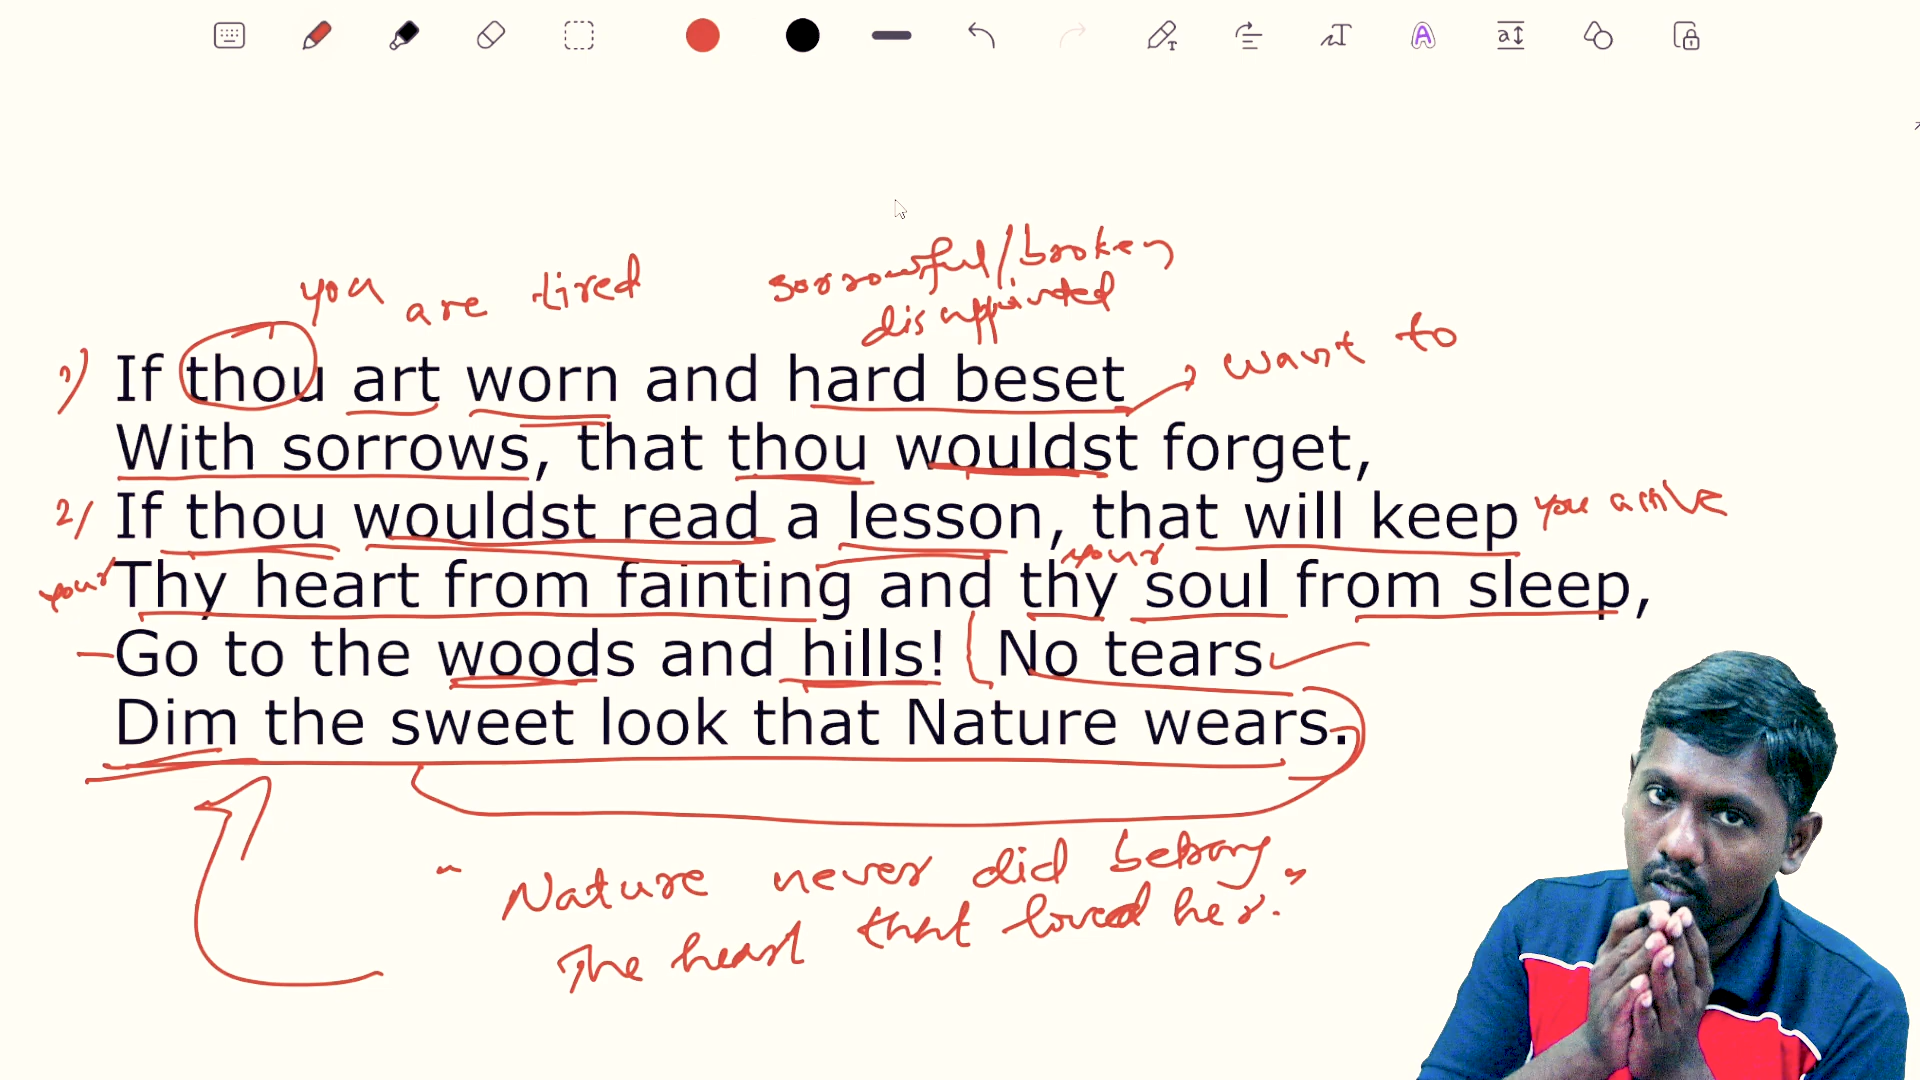 you are tired
sorrowful/broken
disappointed
want to
1) If thou art worn and hard beset
With sorrows, that thou wouldst forget,
2) If thou wouldst read a lesson, that will keep
you
your
your
Thy heart from fainting and thy soul from sleep,
Go to the woods and hills! No tears
Dim the sweet look that Nature wears.
"Nature never did betray
The heart that loved her."